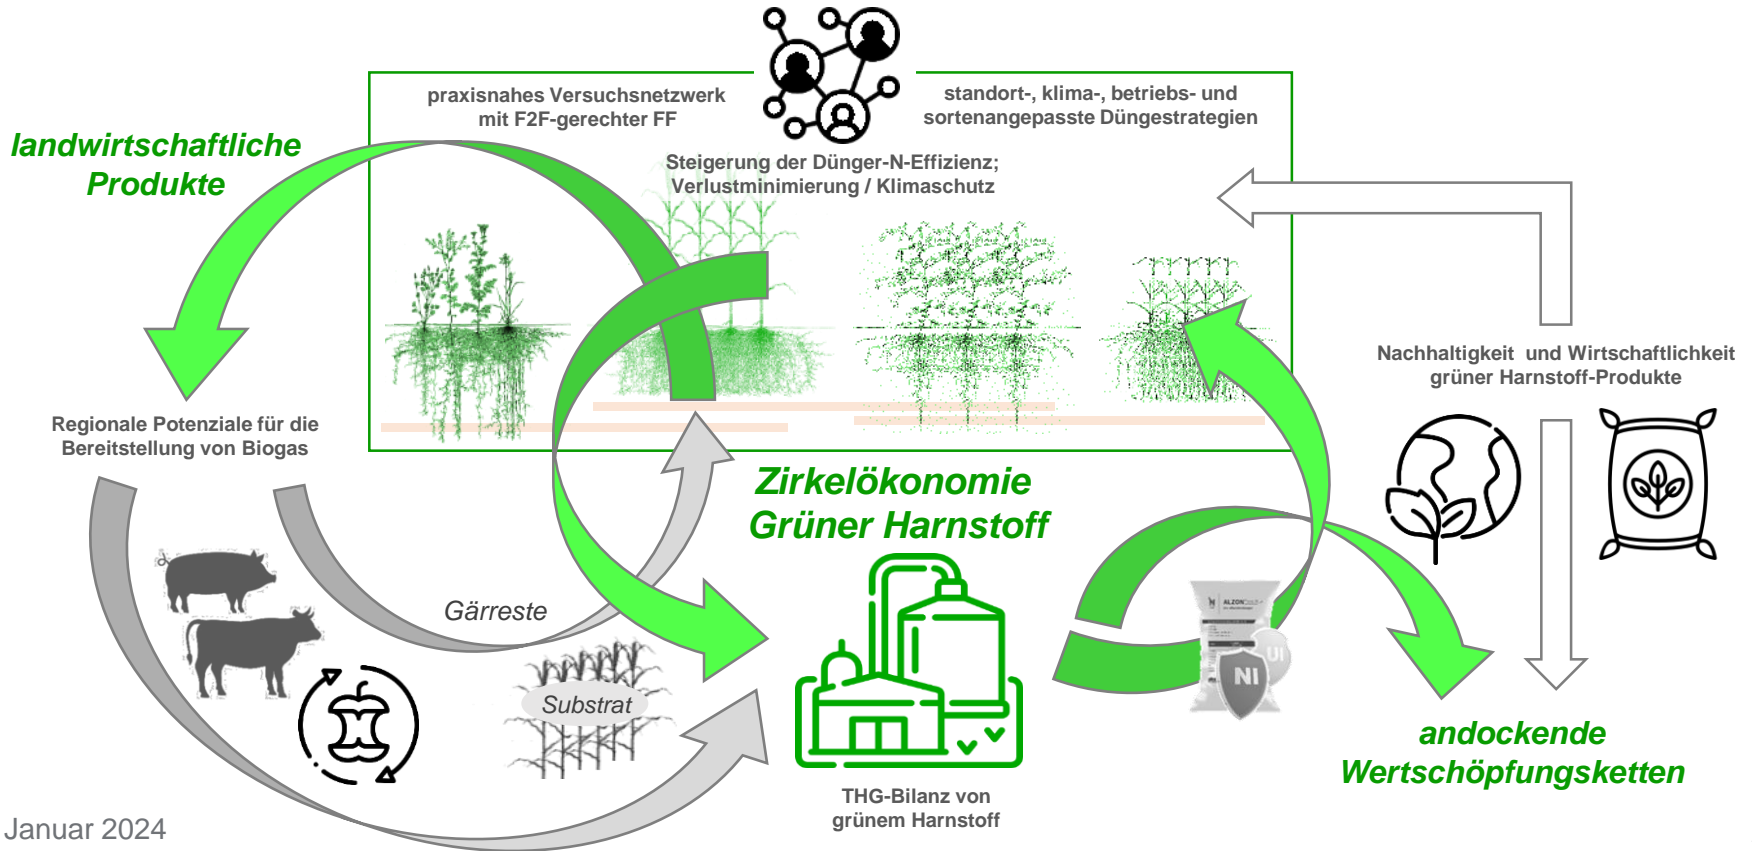 praxisnahes Versuchsnetzwerk
mit F2F-gerechter FF
standort-, klima-, betriebs- und
sortenangepasste Düngestrategien
landwirtschaftliche
Produkte
Steigerung der Dünger-N-Effizienz;
Verlustminimierung / Klimaschutz
Nachhaltigkeit und Wirtschaftlichkeit
grüner Harnstoff-Produkte
Regionale Potenziale für die
Bereitstellung von Biogas
Zirkelökonomie
Grüner Harnstoff
Gärreste
Substrat
ALZON
UI
NI
andockende
Wertschöpfungsketten
THG-Bilanz von
grünem Harnstoff
Januar 2024